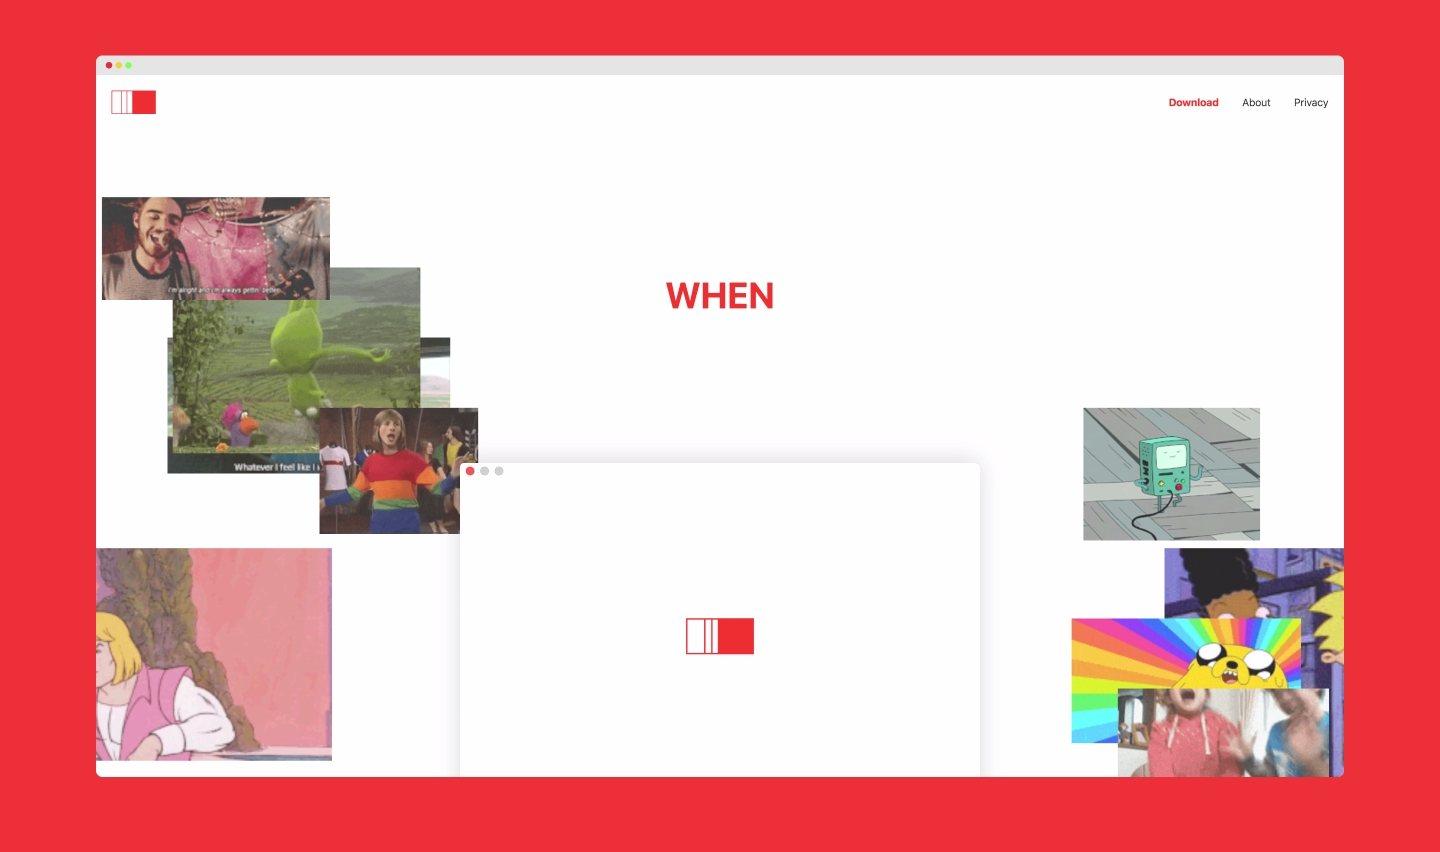 Download About Privacy
I'm alright and i'm always gettin' better
WHEN
Whatever i feel like I